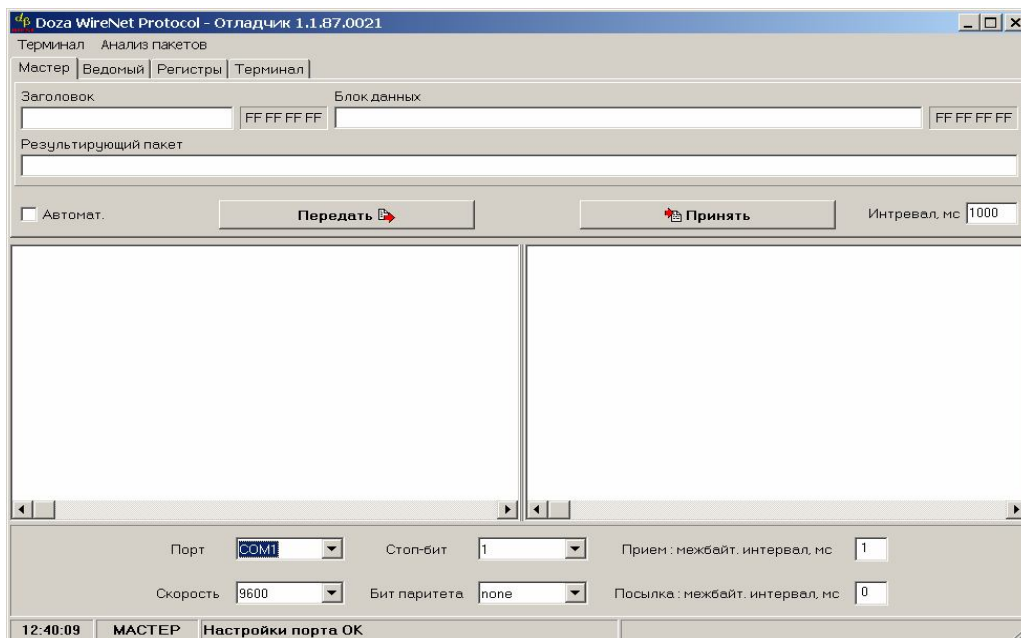 Doza WireNet Protocol - Отладчик 1.1.87.0021
Терминал Анализ пакетов
Мастер Ведомый Регистры Терминал
Заголовок Блок данных
FF FF FF FF FF FF FF FF
Результирующий пакет
Автомат. Передать Принять Интревал, мс 1000
Порт COM1 Стоп-бит 1 Прием : межбайт. интервал, мс 1
Скорость 9600 Бит паритета none Посылка : межбайт. интервал, мс 0
12:40:09 МАСТЕР Настройки порта OK